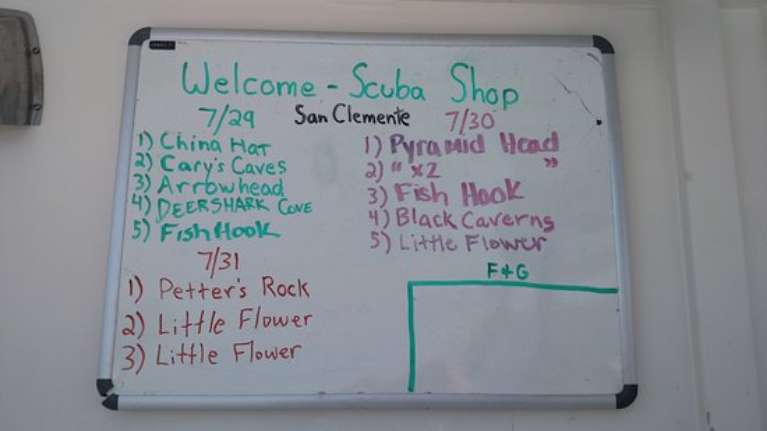 Welcome - Scuba Shop
San Clemente
7/29
1) China Hat
2) Cary's Caves
3) Arrowhead
4) DEERSHARK COVE
5) Fish Hook
7/30
1) Pyramid Head
2) " x2 "
3) Fish Hook
4) Black Caverns
5) Little Flower
7/31
1) Petter's Rock
2) Little Flower
3) Little Flower
F+G